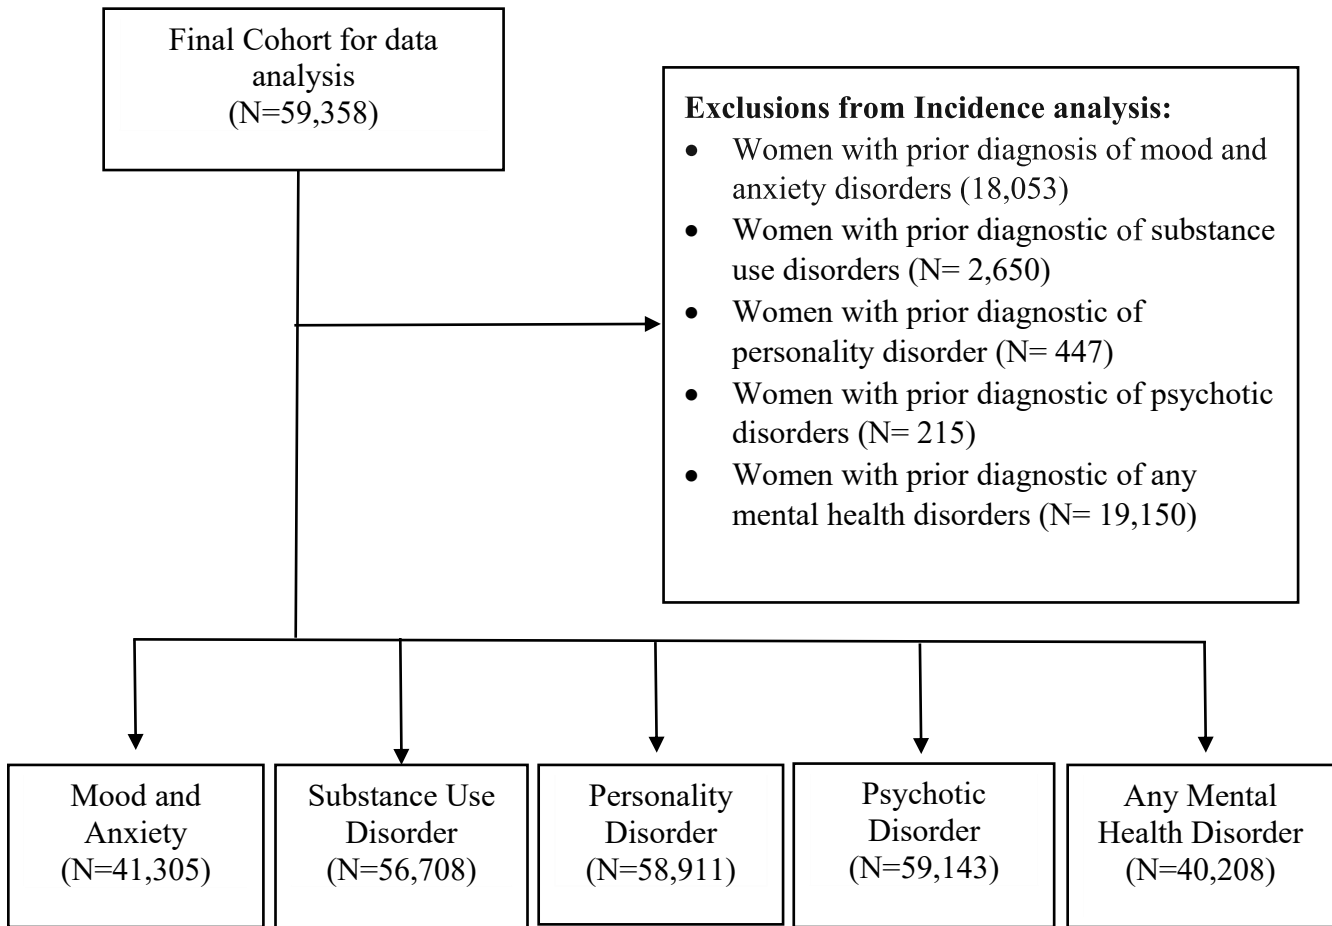 Final Cohort for data
analysis
(N=59,358)
Exclusions from Incidence analysis:
• Women with prior diagnosis of mood and
anxiety disorders (18,053)
• Women with prior diagnostic of substance
use disorders (N= 2,650)
• Women with prior diagnostic of
personality disorder (N= 447)
• Women with prior diagnostic of psychotic
disorders (N= 215)
• Women with prior diagnostic of any
mental health disorders (N= 19,150)
Mood and
Anxiety
(N=41,305)
Substance Use
Disorder
(N=56,708)
Personality
Disorder
(N=58,911)
Psychotic
Disorder
(N=59,143)
Any Mental
Health Disorder
(N=40,208)